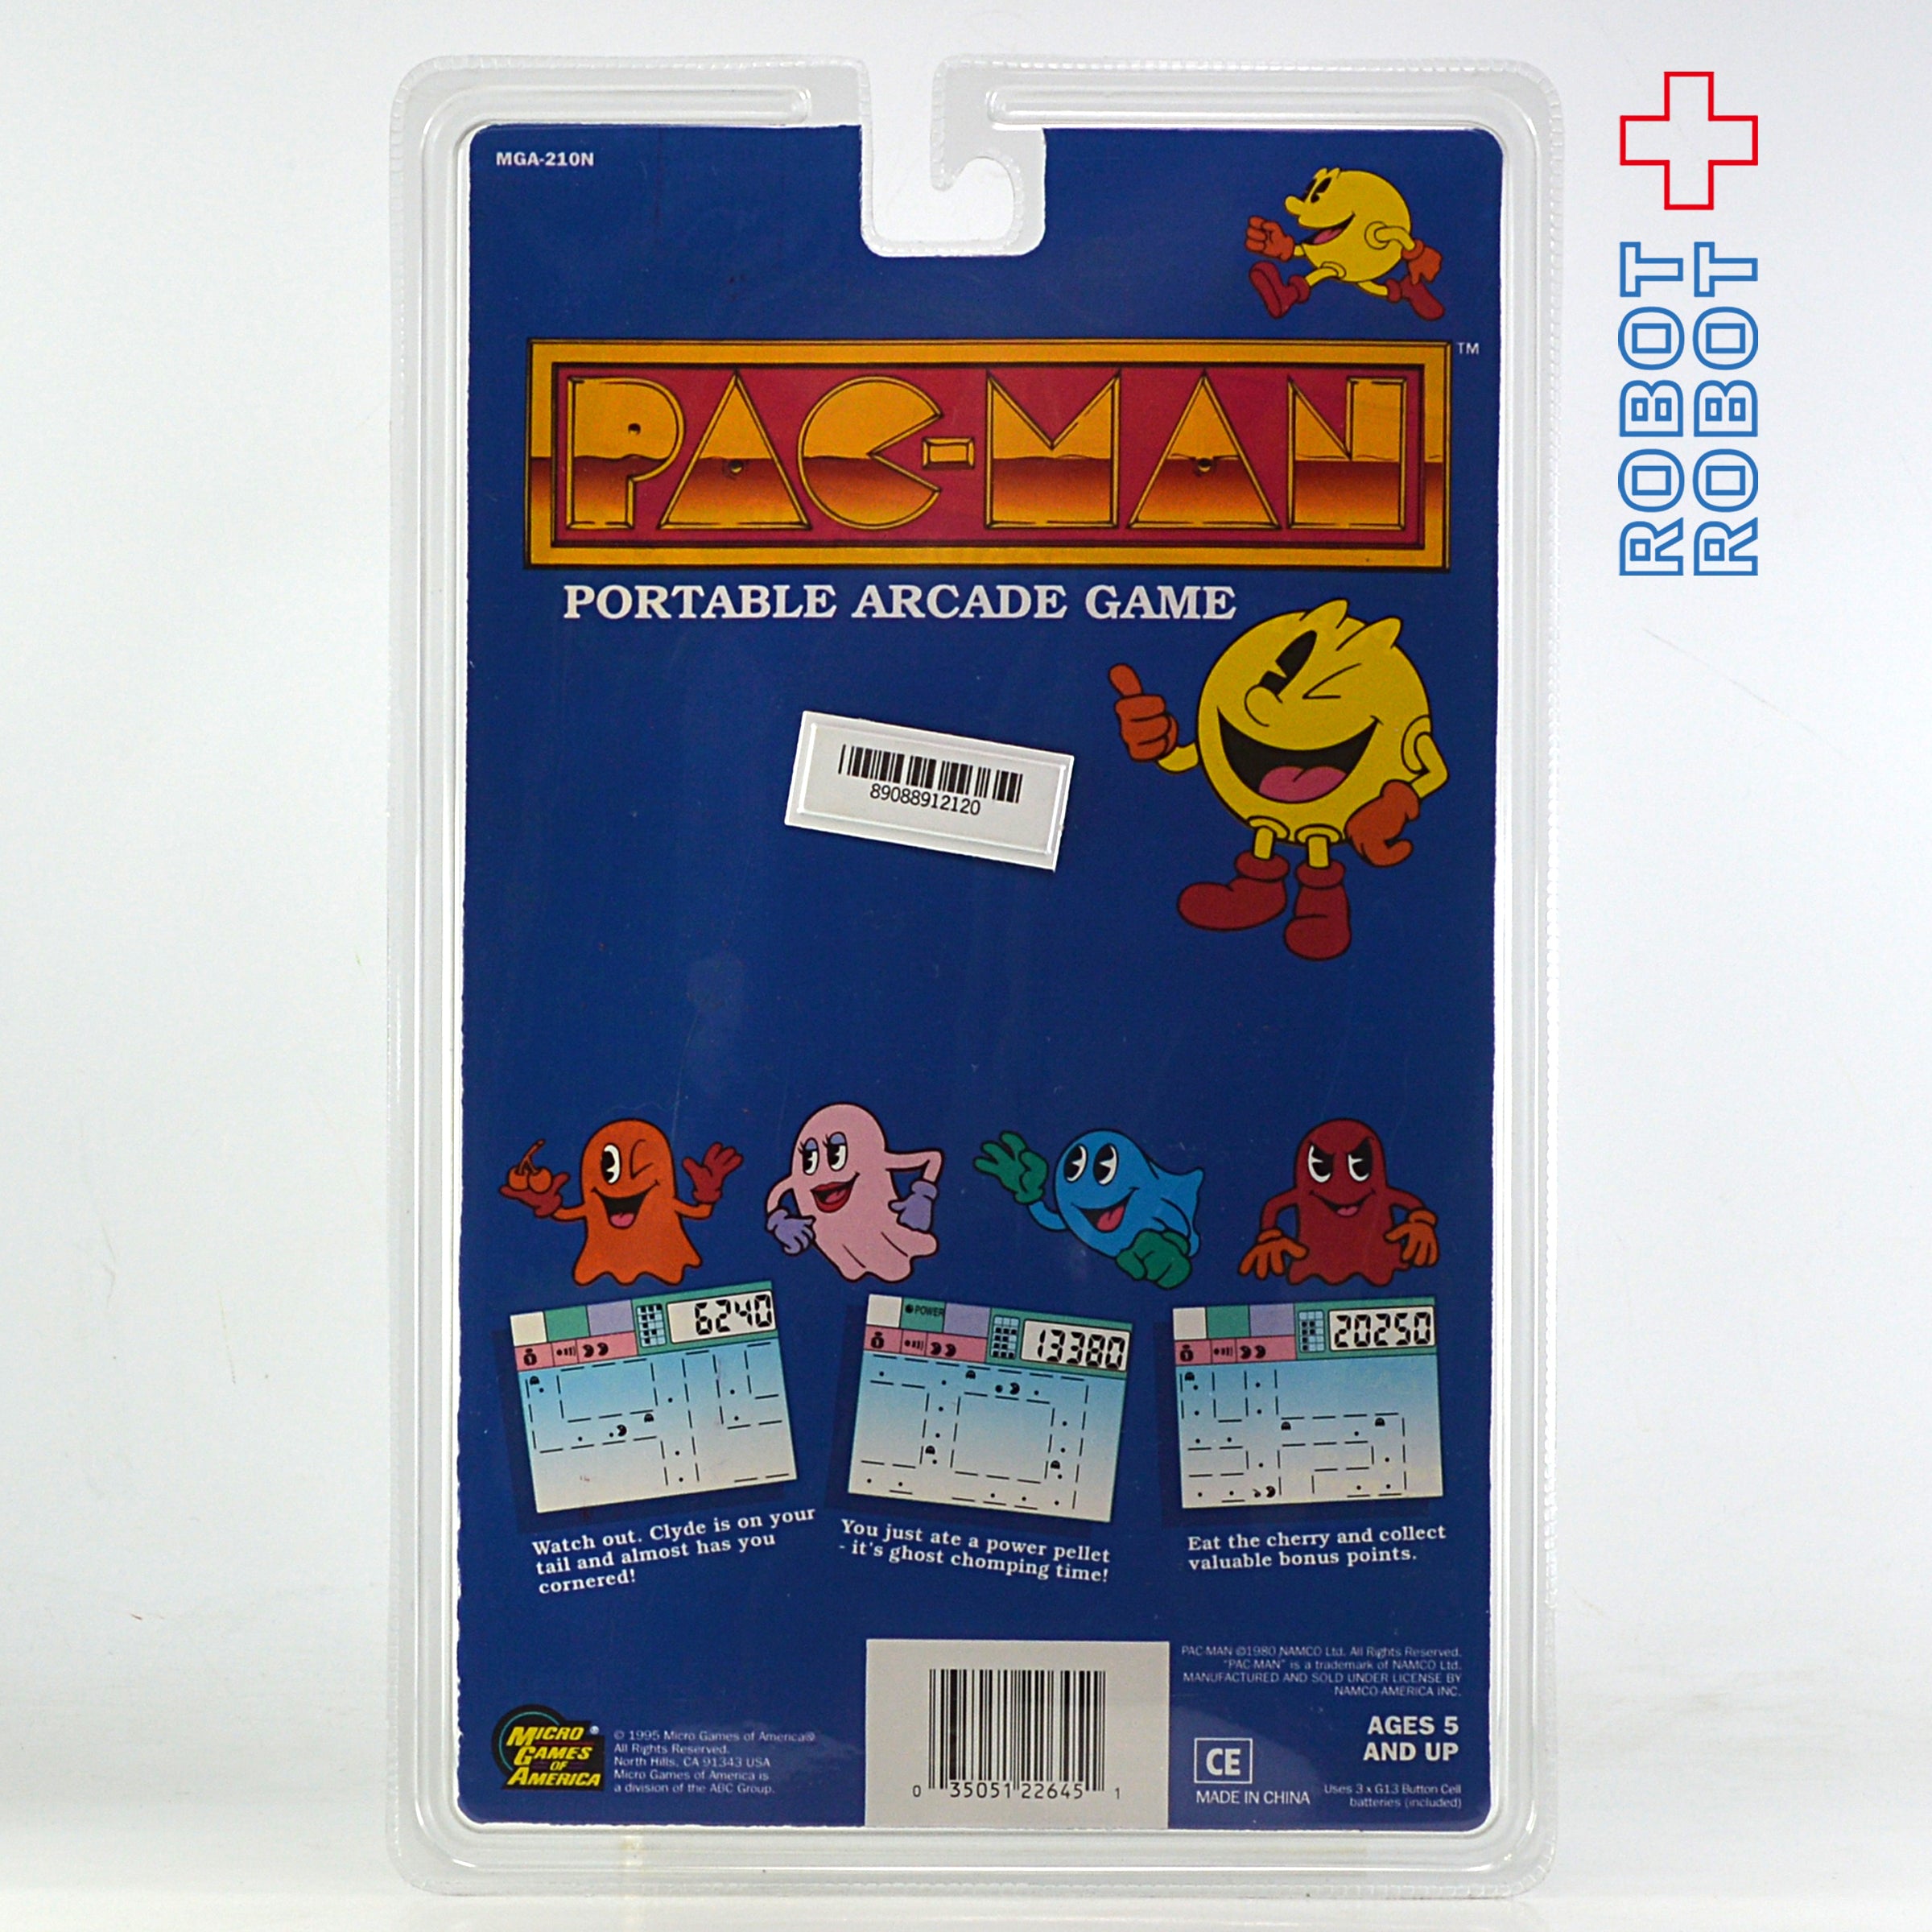 MGA-210N
PAC-MAN™
PORTABLE ARCADE GAME
89088912120
6240
POWER
13380
20250
Watch out. Clyde is on your
tail and almost has you
cornered!
You just ate a power pellet
- it's ghost chomping time!
Eat the cherry and collect
valuable bonus points.
MICRO®
GAMES
OF
AMERICA
© 1995 Micro Games of America®
All Rights Reserved.
North Hills, CA 91343 USA
Micro Games of America is
a division of the ABC Group.
0 35051 22645 1
PAC-MAN ©1980 NAMCO Ltd. All Rights Reserved.
"PAC-MAN" is a trademark of NAMCO Ltd.
MANUFACTURED AND SOLD UNDER LICENSE BY
NAMCO AMERICA INC.
AGES 5
AND UP
CE
MADE IN CHINA
Uses 3 x G13 Button Cell
batteries (included)
ROBOT
ROBOT